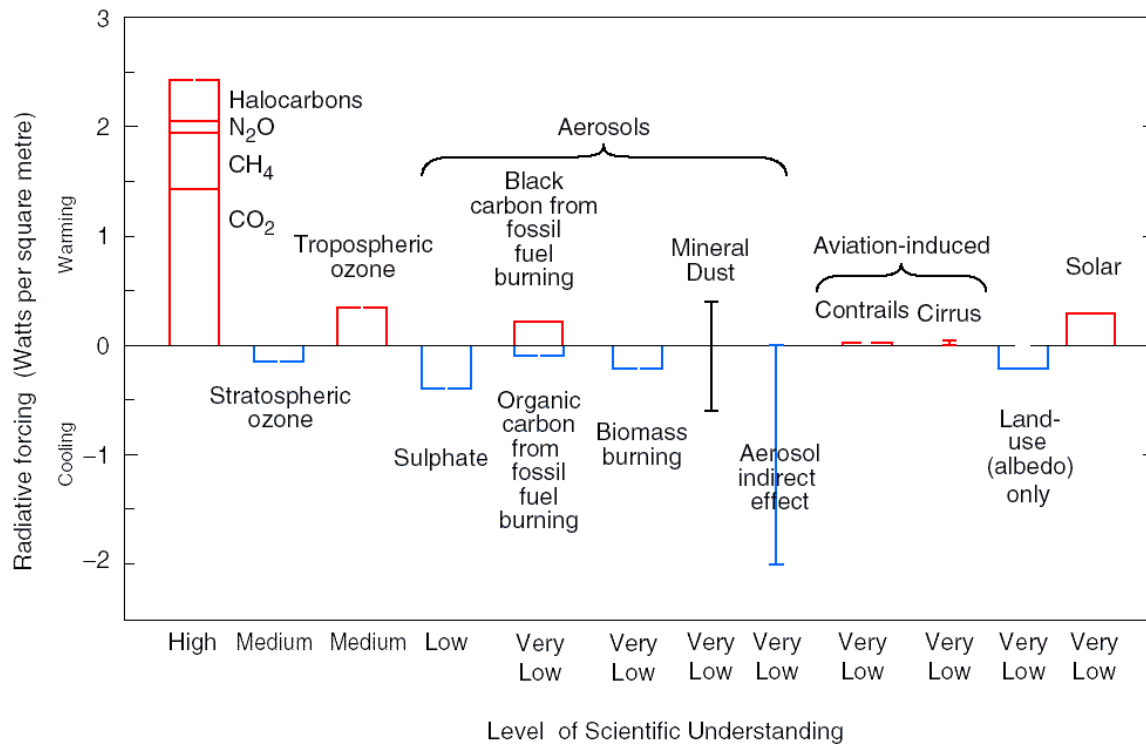 Radiative forcing (Watts per square metre)
Warming
Cooling
3
2
1
0
−1
−2
Halocarbons
N₂O
CH₄
CO₂
Stratospheric
ozone
Tropospheric
ozone
Aerosols
Sulphate
Black
carbon from
fossil
fuel
burning
Organic
carbon
from
fossil
fuel
burning
Biomass
burning
Mineral
Dust
Aerosol
indirect
effect
Aviation-induced
Contrails
Cirrus
Land-
use
(albedo)
only
Solar
High
Medium
Medium
Low
Very
Low
Very
Low
Very
Low
Very
Low
Very
Low
Very
Low
Very
Low
Very
Low
Level of Scientific Understanding